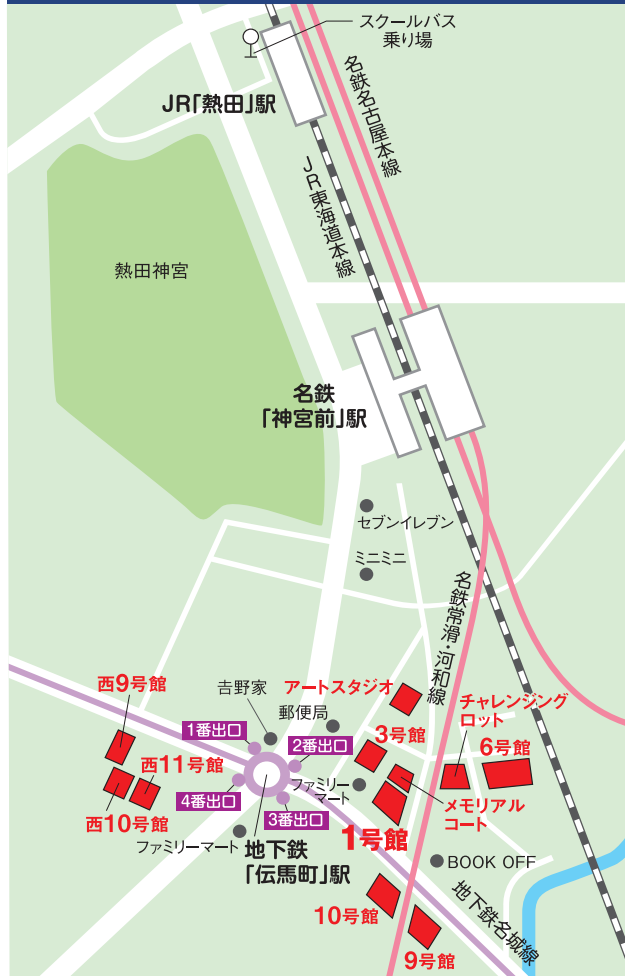 スクールバス
乗り場
JR「熱田」駅
名鉄名古屋本線
JR東海道本線
熱田神宮
名鉄
「神宮前」駅
セブンイレブン
ミニミニ
名鉄常滑・河和線
西9号館
吉野家
アートスタジオ
郵便局
チャレンジング
ロット
1番出口
2番出口
3号館
6号館
西11号館
4番出口
ファミリー
マート
メモリアル
コート
西10号館
3番出口
ファミリーマート
1号館
地下鉄
「伝馬町」駅
BOOK OFF
地下鉄名城線
10号館
9号館